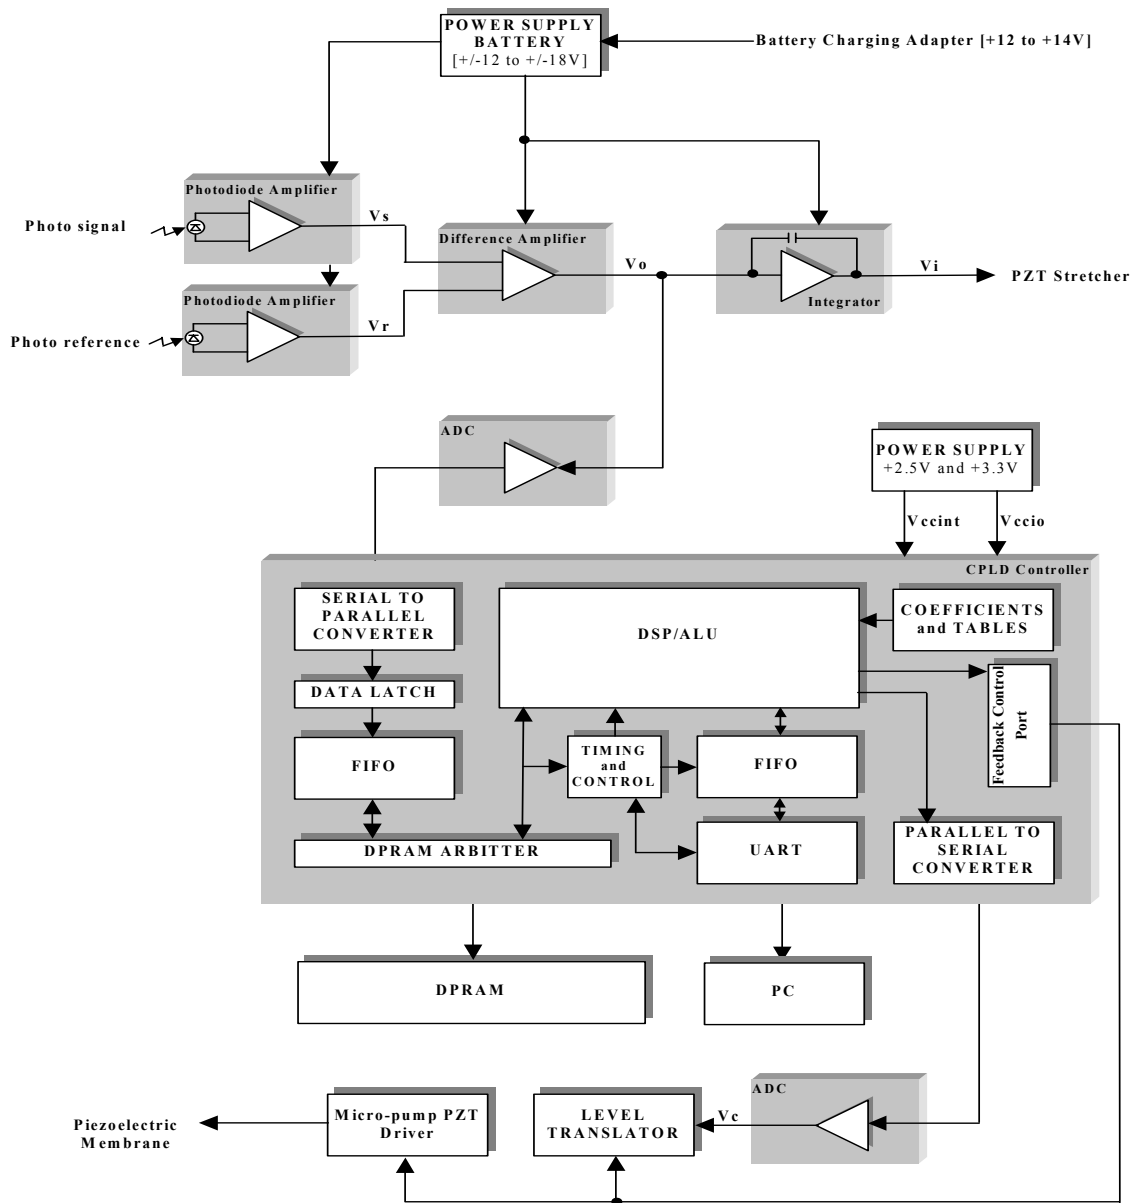 POWER SUPPLY
BATTERY
[+/-12 to +/-18V]
Battery Charging Adapter [+12 to +14V]
Photodiode Amplifier
Photo signal
Vs
Difference Amplifier
Vo
Vi
PZT Stretcher
Integrator
Photodiode Amplifier
Photo reference
Vr
ADC
POWER SUPPLY
+2.5V and +3.3V
Vccint
Vccio
CPLD Controller
SERIAL TO
PARALLEL
CONVERTER
DSP/ALU
COEFFICIENTS
and TABLES
DATA LATCH
Feedback Control
Port
FIFO
TIMING
and
CONTROL
FIFO
DPRAM ARBITTER
UART
PARALLEL TO
SERIAL
CONVERTER
DPRAM
PC
Piezoelectric
Membrane
Micro-pump PZT
Driver
LEVEL
TRANSLATOR
Vc
ADC